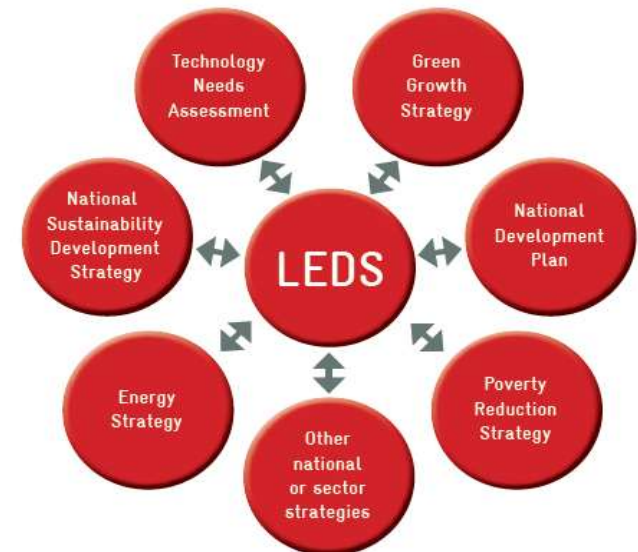 Technology
Needs
Assessment
Green
Growth
Strategy
National
Sustainability
Development
Strategy
LEDS
National
Development
Plan
Energy
Strategy
Poverty
Reduction
Strategy
Other
national
or sector
strategies